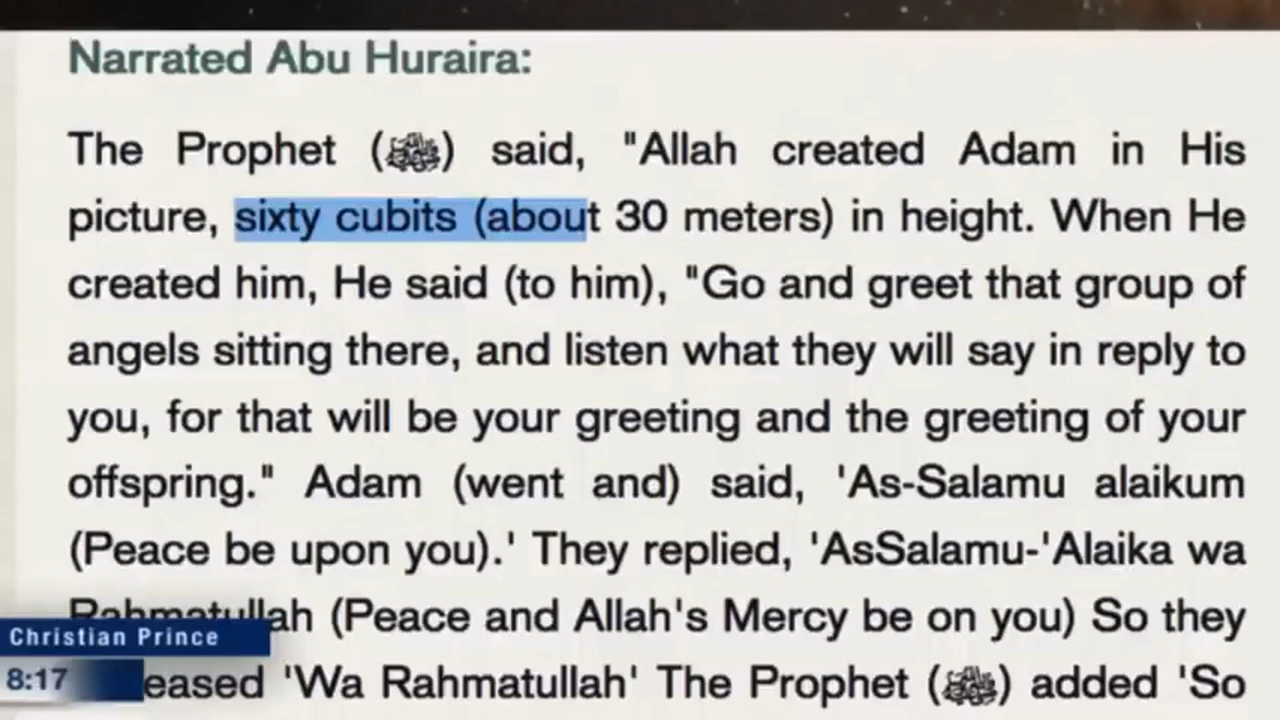 Narrated Abu Huraira:
The Prophet (ﷺ) said, "Allah created Adam in His
picture, sixty cubits (about 30 meters) in height. When He
created him, He said (to him), "Go and greet that group of
angels sitting there, and listen what they will say in reply to
you, for that will be your greeting and the greeting of your
offspring." Adam (went and) said, 'As-Salamu alaikum
(Peace be upon you).' They replied, 'AsSalamu-'Alaika wa
Rahmatullah (Peace and Allah's Mercy be on you) So they
Christian Prince
8:17
eased 'Wa Rahmatullah' The Prophet (ﷺ) added 'So